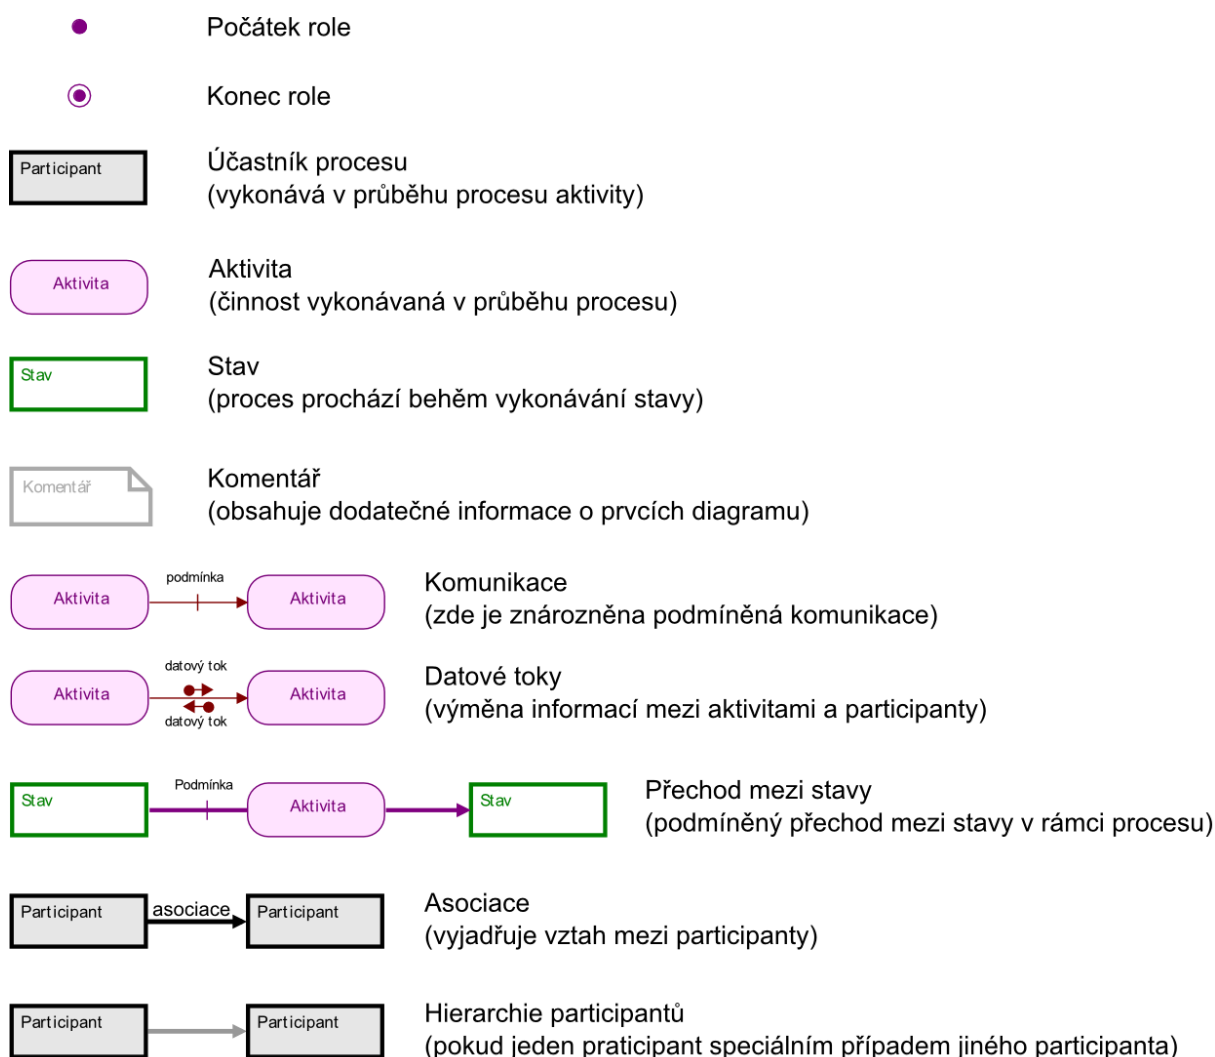 Počátek role
Konec role
Participant
Účastník procesu
(vykonává v průběhu procesu aktivity)
Aktivita
Aktivita
(činnost vykonávaná v průběhu procesu)
Stav
Stav
(proces prochází behěm vykonávání stavy)
Komentář
Komentář
(obsahuje dodatečné informace o prvcích diagramu)
Aktivita
podmínka
Aktivita
Komunikace
(zde je znározněna podmíněná komunikace)
Aktivita
datový tok
datový tok
Aktivita
Datové toky
(výměna informací mezi aktivitami a participanty)
Stav
Podmínka
Aktivita
Stav
Přechod mezi stavy
(podmíněný přechod mezi stavy v rámci procesu)
Participant
asociace
Participant
Asociace
(vyjadřuje vztah mezi participanty)
Participant
Participant
Hierarchie participantů
(pokud jeden praticipant speciálním případem jiného participanta)